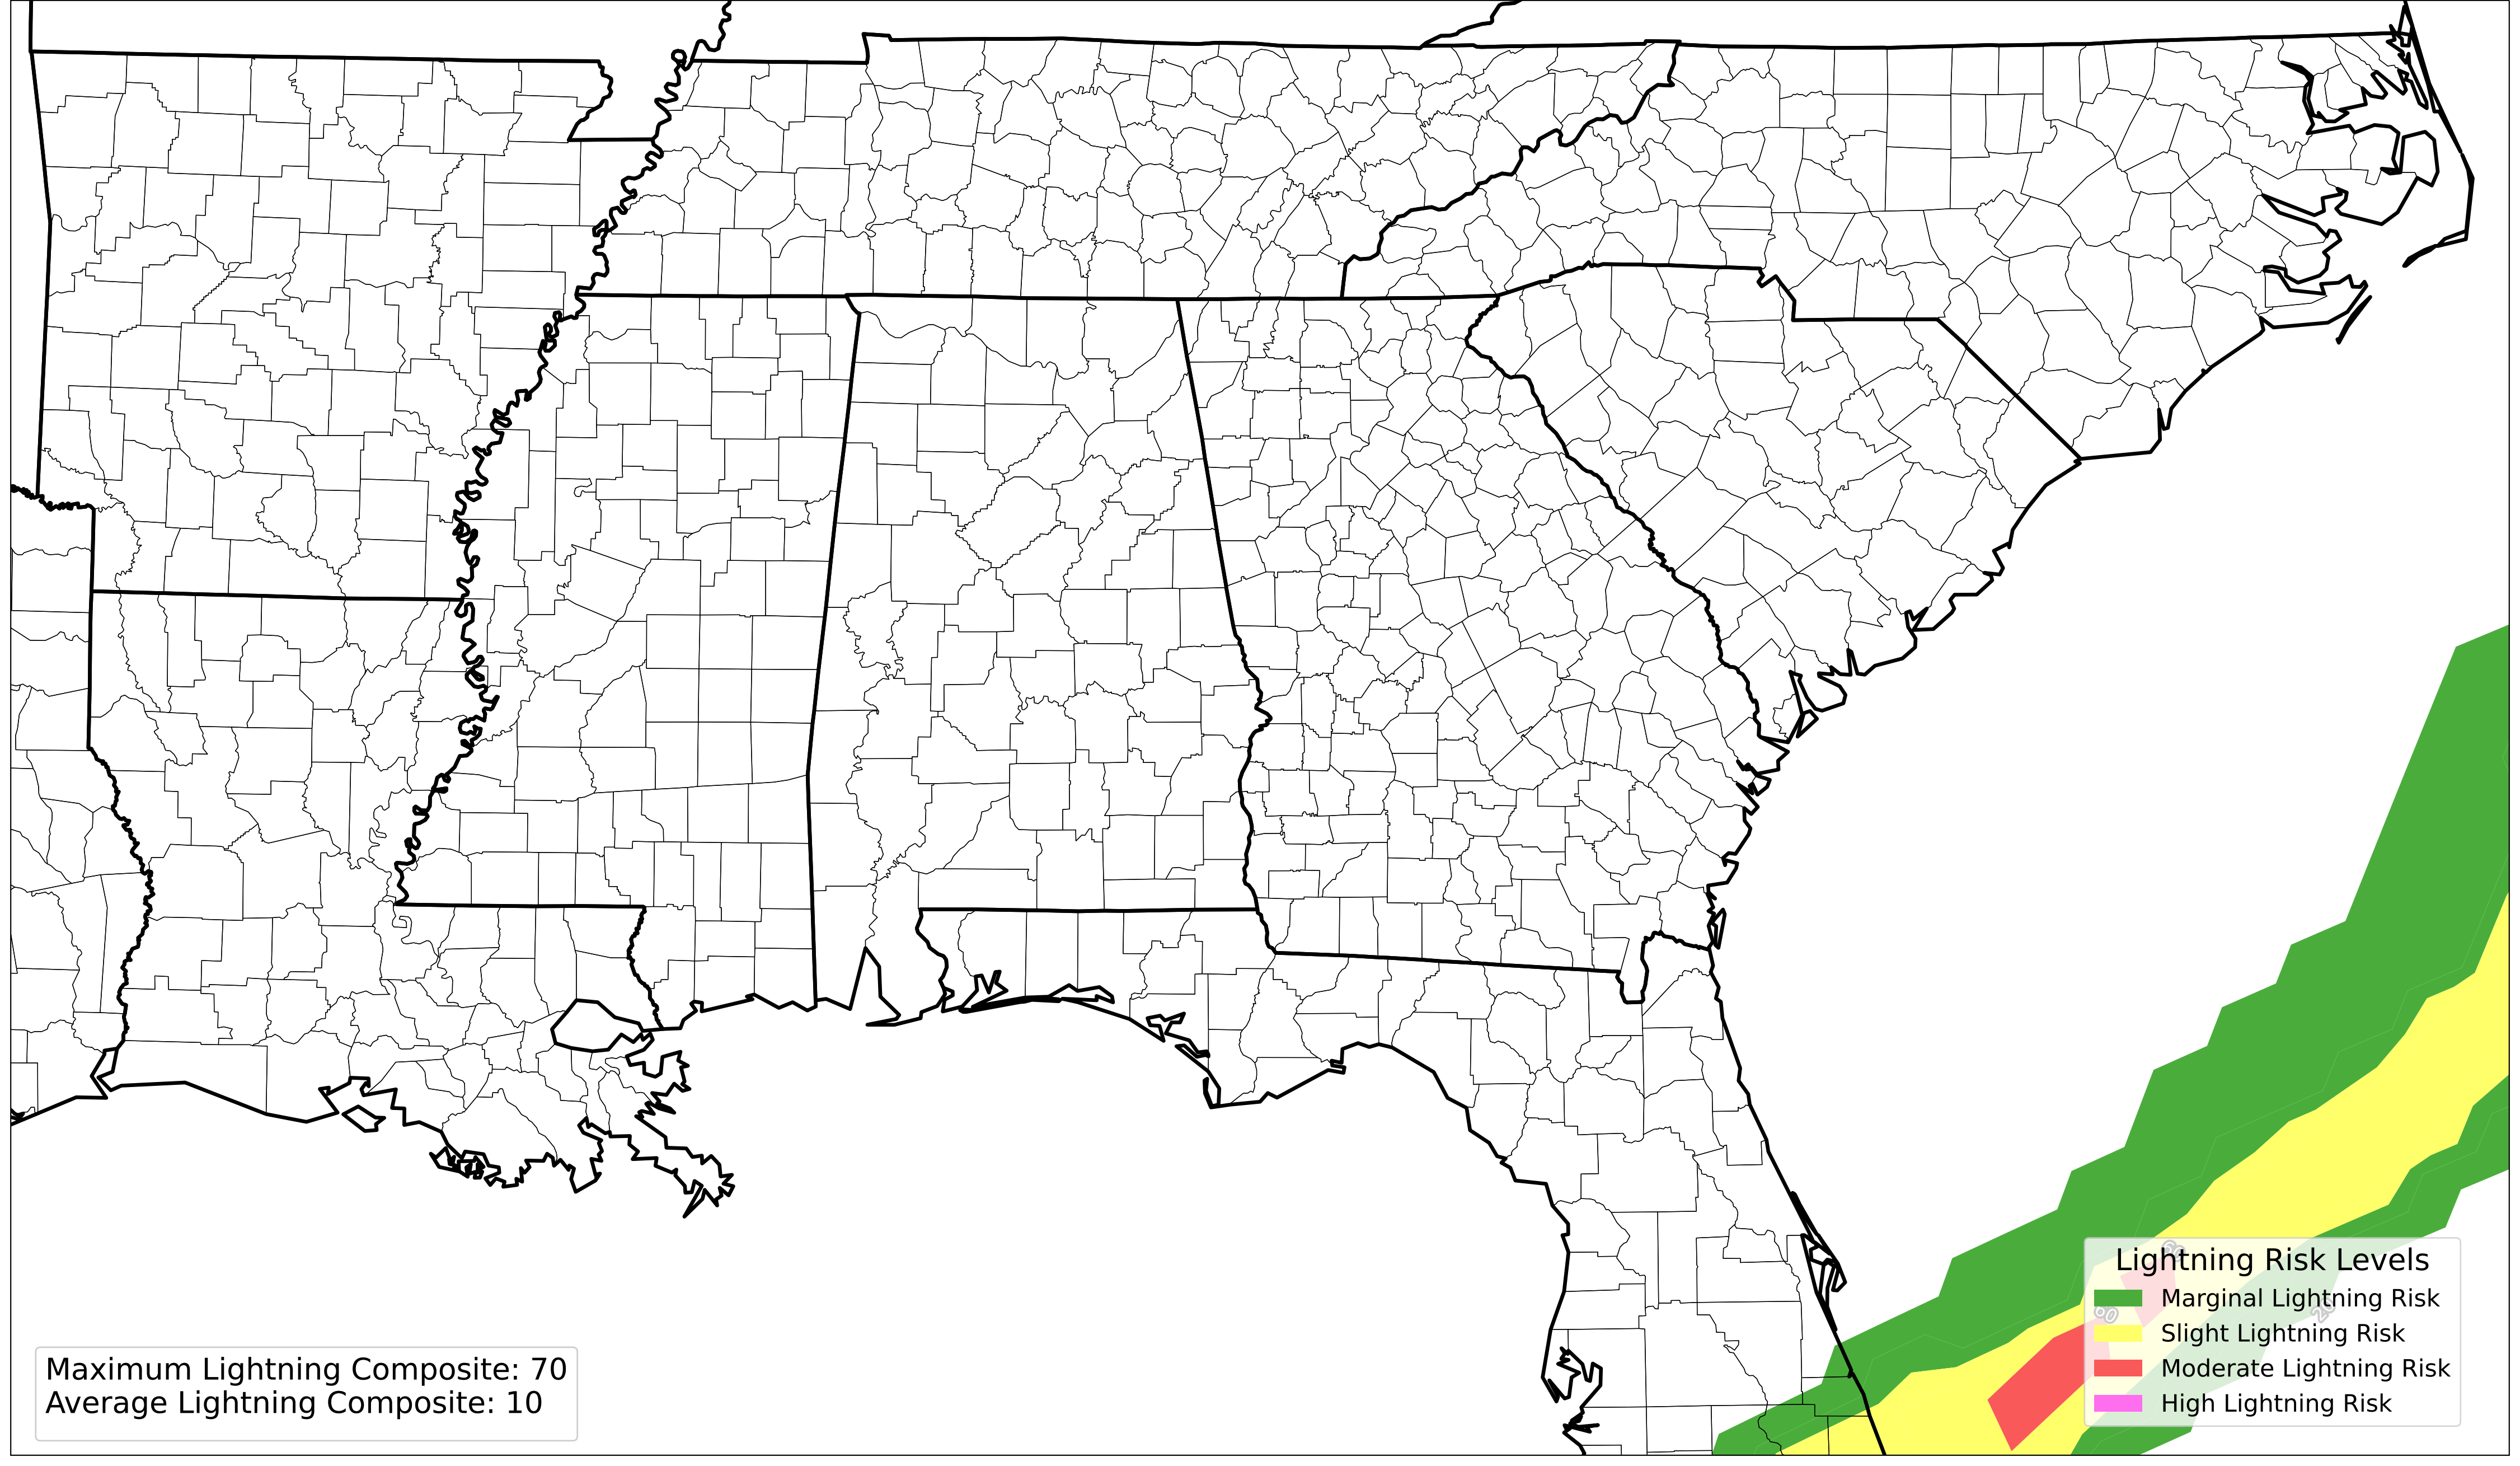 Lightning Risk Levels
Marginal Lightning Risk
Slight Lightning Risk
Moderate Lightning Risk
High Lightning Risk
Maximum Lightning Composite: 70
Average Lightning Composite: 10